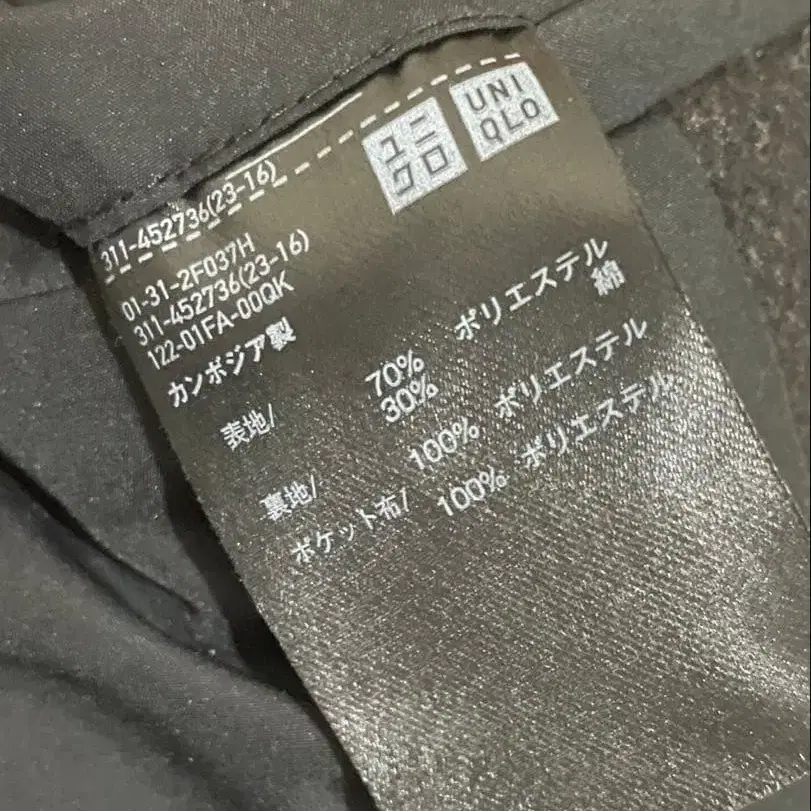 ユニクロ
UNIQLO
311-452736(23-16)
01-31-2F037H
311-452736(23-16)
122-01FA-00QK
カンボジア製
表地/ 70% ポリエステル
30% 綿
裏地/ 100% ポリエステル
ポケット布/ 100% ポリエステル